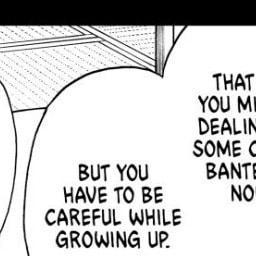 THAT
YOU MI
DEALIN
SOME C
BANTE
NO
BUT YOU
HAVE TO BE
CAREFUL WHILE
GROWING UP.